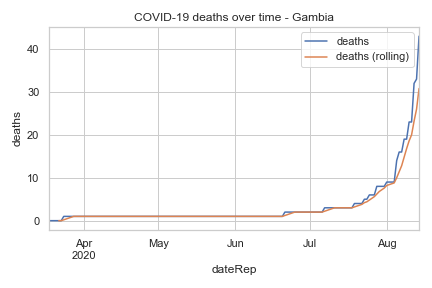 COVID-19 deaths over time - Gambia
deaths
deaths (rolling)
deaths
40
30
20
10
0
Apr
2020
May
Jun
Jul
Aug
dateRep